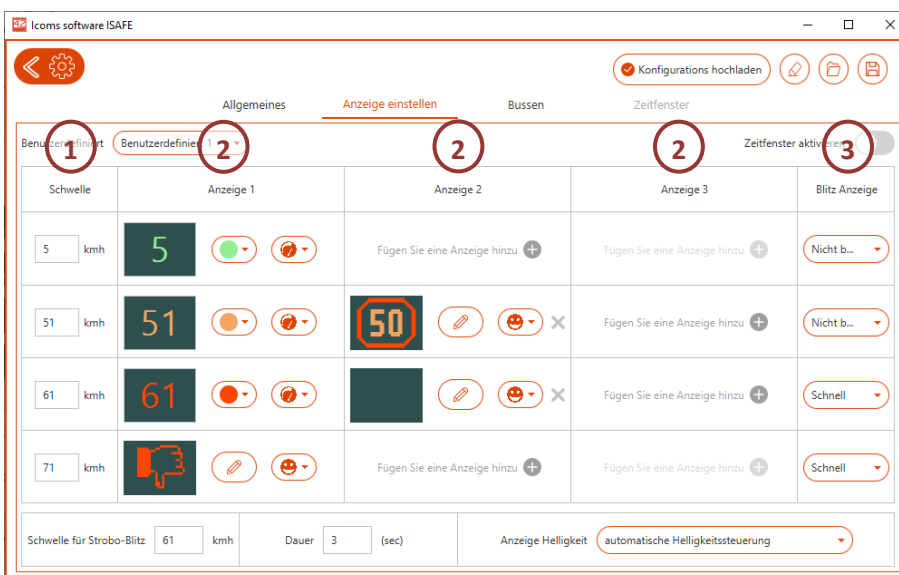 Icoms software ISAFE
Konfigurations hochladen
Allgemeines Anzeige einstellen Bussen Zeitfenster
Benutzerdefiniert Benutzerdefiniert 1 Zeitfenster aktivieren
1 2 2 2 3
Schwelle Anzeige 1 Anzeige 2 Anzeige 3 Blitz Anzeige
5 kmh 5 Fügen Sie eine Anzeige hinzu Fügen Sie eine Anzeige hinzu Nicht b...
51 kmh 51 50 Fügen Sie eine Anzeige hinzu Nicht b...
61 kmh 61 Fügen Sie eine Anzeige hinzu Schnell
71 kmh Fügen Sie eine Anzeige hinzu Fügen Sie eine Anzeige hinzu Schnell
Schwelle für Strobo-Blitz 61 kmh Dauer 3 (sec) Anzeige Helligkeit automatische Helligkeitssteuerung